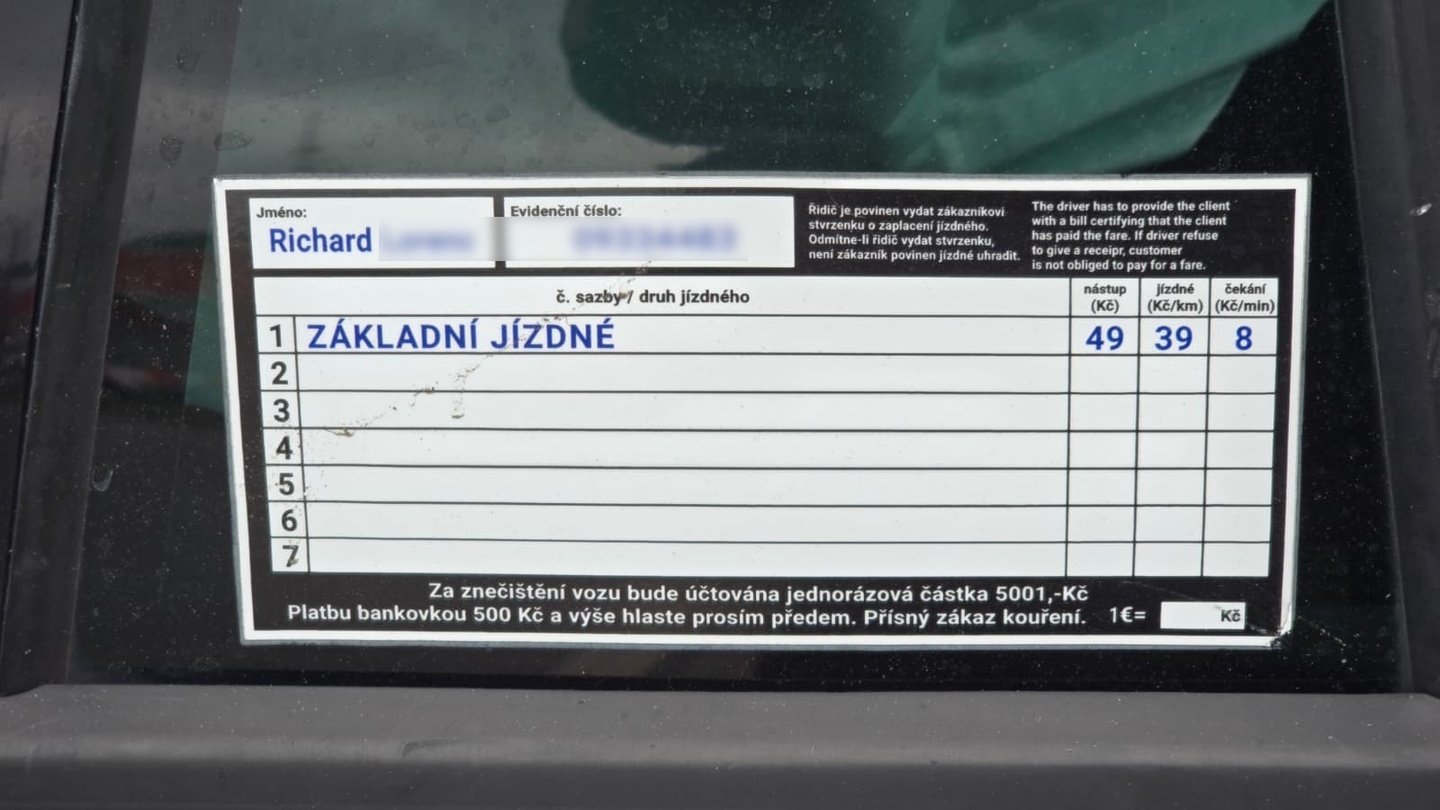 Jméno:
Richard
Evidenční číslo:
Řidič je povinen vydat zákazníkovi
stvrzenku o zaplacení jízdného.
Odmítne-li řidič vydat stvrzenku,
není zákazník povinen jízdné uhradit.
The driver has to provide the client
with a bill certifying that the client
has paid the fare. If driver refuse
to give a receipr, customer
is not obliged to pay for a fare.
č. sazby / druh jízdného
nástup
(Kč)
jízdné
(Kč/km)
čekání
(Kč/min)
1 ZÁKLADNÍ JÍZDNÉ 49 39 8
2
3
4
5
6
7
Za znečištění vozu bude účtována jednorázová částka 5001,-Kč
Platbu bankovkou 500 Kč a výše hlaste prosím předem. Přísný zákaz kouření. 1€= Kč